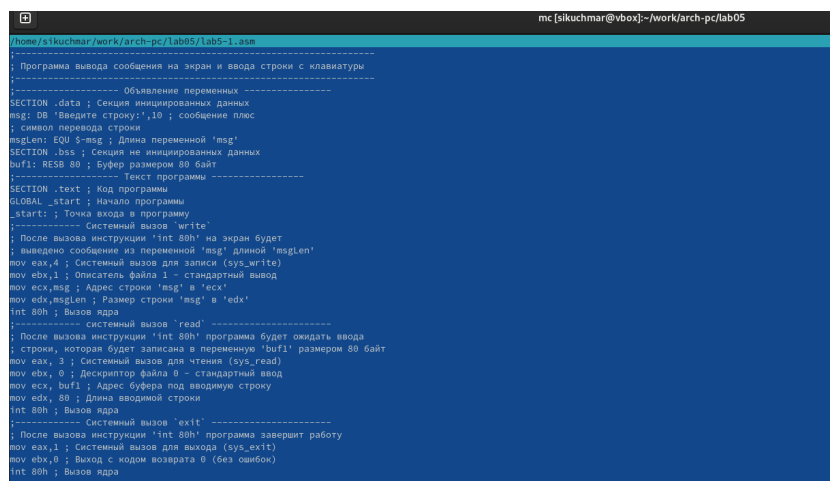 mc [sikuchmar@vbox]:~/work/arch-pc/lab05
/home/sikuchmar/work/arch-pc/lab05/lab5-1.asm
;------------------------------------------------------------------
; Программа вывода сообщения на экран и ввода строки с клавиатуры
;------------------------------------------------------------------
;------------------- Объявление переменных ----------------
SECTION .data ; Секция инициированных данных
msg: DB 'Введите строку:',10 ; сообщение плюс
; символ перевода строки
msgLen: EQU $-msg ; Длина переменной 'msg'
SECTION .bss ; Секция не инициированных данных
buf1: RESB 80 ; Буфер размером 80 байт
;------------------- Текст программы -----------------
SECTION .text ; Код программы
GLOBAL _start ; Начало программы
_start: ; Точка входа в программу
;------------ Cистемный вызов `write`
; После вызова инструкции 'int 80h' на экран будет
; выведено сообщение из переменной 'msg' длиной 'msgLen'
mov eax,4 ; Системный вызов для записи (sys_write)
mov ebx,1 ; Описатель файла 1 - стандартный вывод
mov ecx,msg ; Адрес строки 'msg' в 'ecx'
mov edx,msgLen ; Размер строки 'msg' в 'edx'
int 80h ; Вызов ядра
;------------ системный вызов `read` ----------------------
; После вызова инструкции 'int 80h' программа будет ожидать ввода
; строки, которая будет записана в переменную 'buf1' размером 80 байт
mov eax, 3 ; Системный вызов для чтения (sys_read)
mov ebx, 0 ; Дескриптор файла 0 - стандартный ввод
mov ecx, buf1 ; Адрес буфера под вводимую строку
mov edx, 80 ; Длина вводимой строки
int 80h ; Вызов ядра
;------------ Системный вызов `exit` ----------------------
; После вызова инструкции 'int 80h' программа завершит работу
mov eax,1 ; Системный вызов для выхода (sys_exit)
mov ebx,0 ; Выход с кодом возврата 0 (без ошибок)
int 80h ; Вызов ядра